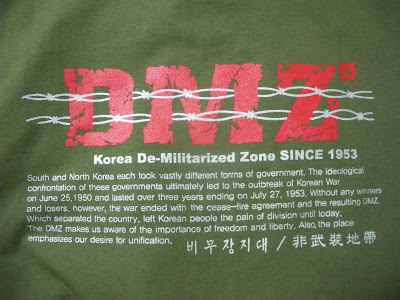 DMZ
Korea De-Militarized Zone SINCE 1953
South and North Korea each took vastly different forms of government. The ideological
confrontation of these governments ultimately led to the outbreak of Korean War
on June 25,1950 and lasted over three years ending on July 27, 1953. Without any winners
and losers, however, the war ended with the cease-fire agreement and the resulting DMZ.
Which separated the country, left Korean people the pain of division until today.
The DMZ makes us aware of the importance of freedom and liberty. Also, the place
emphasizes our desire for unification.
비무장지대 / 非武裝地帶